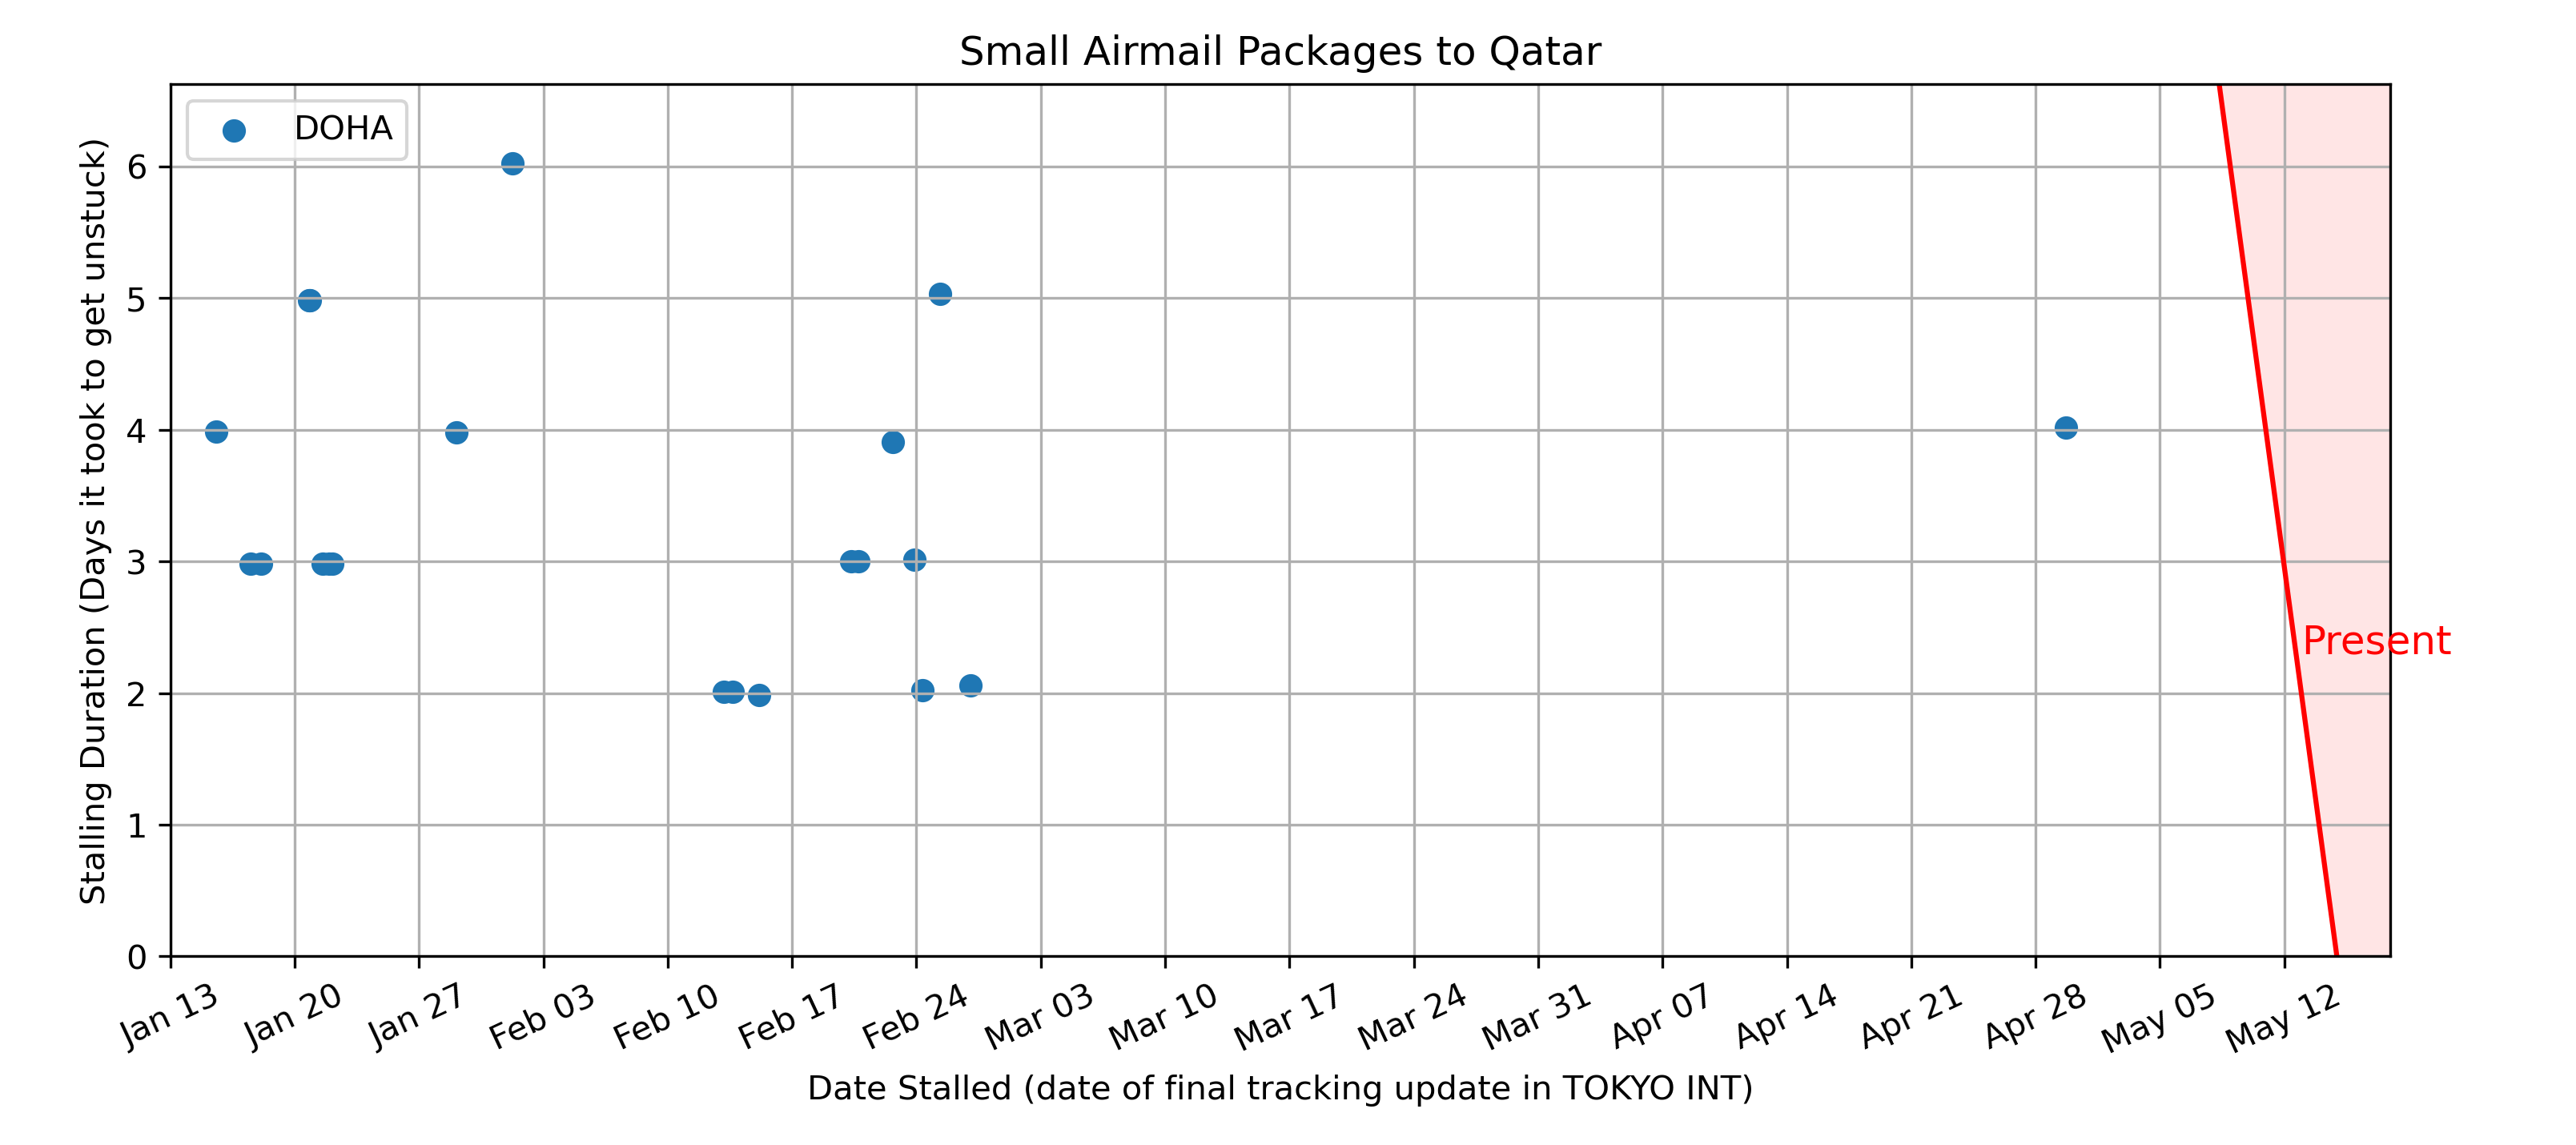 Small Airmail Packages to Qatar
DOHA
Stalling Duration (Days it took to get unstuck)
6
5
4
3
2
1
0
Present
Jan 13 Jan 20 Jan 27 Feb 03 Feb 10 Feb 17 Feb 24 Mar 03 Mar 10 Mar 17 Mar 24 Mar 31 Apr 07 Apr 14 Apr 21 Apr 28 May 05 May 12
Date Stalled (date of final tracking update in TOKYO INT)